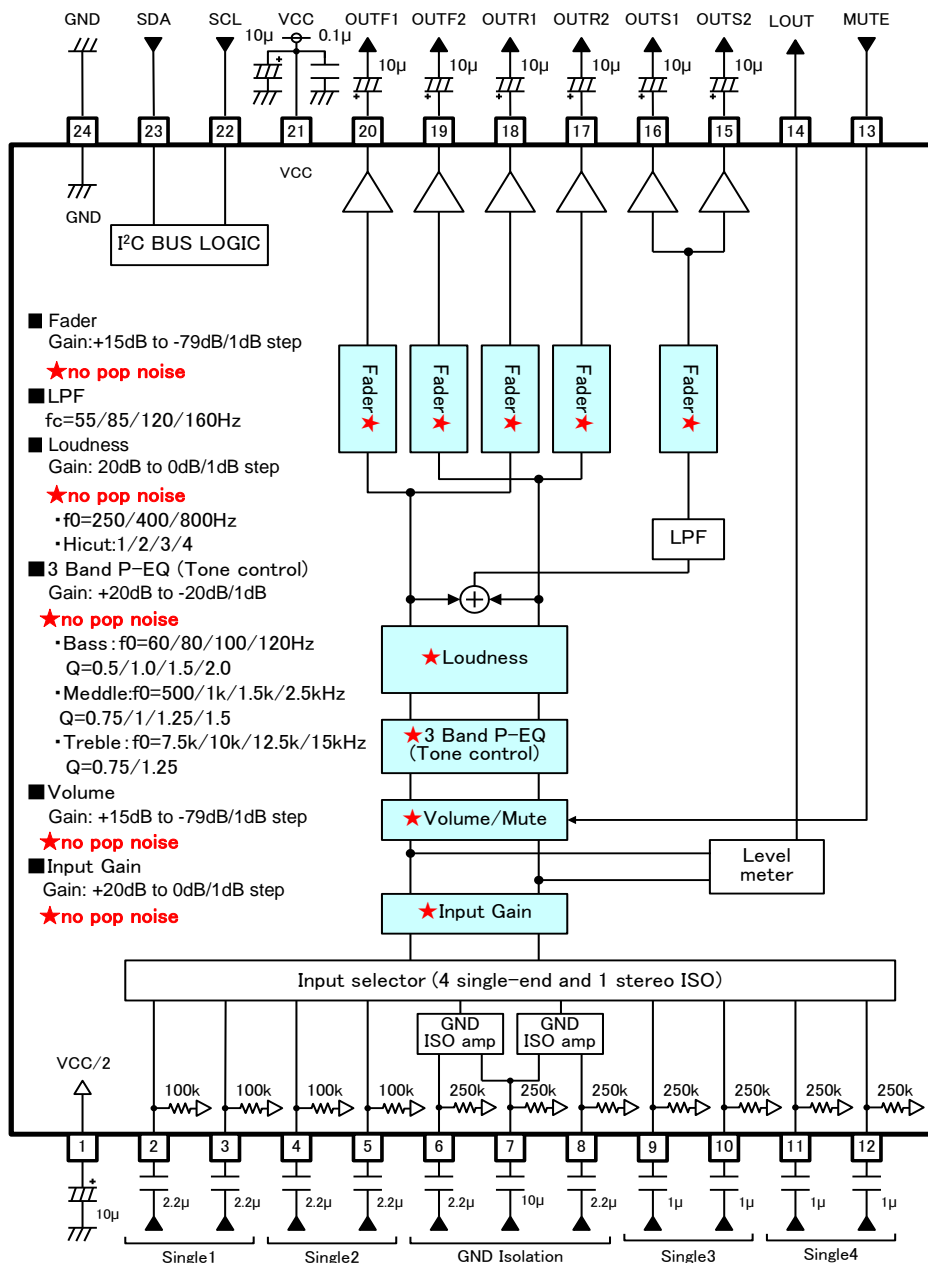 GND SDA SCL VCC OUTF1 OUTF2 OUTR1 OUTR2 OUTS1 OUTS2 LOUT MUTE
10μ 0.1μ
+
10μ 10μ 10μ 10μ 10μ 10μ
+ + + + + +
24 23 22 21 20 19 18 17 16 15 14 13
VCC
GND
I²C BUS LOGIC
■ Fader
Gain:+15dB to -79dB/1dB step
★no pop noise
■LPF
fc=55/85/120/160Hz
■ Loudness
Gain: 20dB to 0dB/1dB step
★no pop noise
・f0=250/400/800Hz
・Hicut:1/2/3/4
■3 Band P-EQ (Tone control)
Gain: +20dB to -20dB/1dB
★no pop noise
・Bass:f0=60/80/100/120Hz
Q=0.5/1.0/1.5/2.0
・Meddle:f0=500/1k/1.5k/2.5kHz
Q=0.75/1/1.25/1.5
・Treble:f0=7.5k/10k/12.5k/15kHz
Q=0.75/1.25
■Volume
Gain: +15dB to -79dB/1dB step
★no pop noise
■Input Gain
Gain: +20dB to 0dB/1dB step
★no pop noise
Fader★ Fader★ Fader★ Fader★ Fader★
LPF
+
★Loudness
★3 Band P-EQ
(Tone control)
★Volume/Mute
Level
meter
★Input Gain
Input selector (4 single-end and 1 stereo ISO)
GND
ISO amp
GND
ISO amp
VCC/2
100k 100k 100k 100k 250k 250k 250k 250k 250k 250k 250k
1 2 3 4 5 6 7 8 9 10 11 12
+
10μ 2.2μ 2.2μ 2.2μ 2.2μ 2.2μ 10μ 2.2μ 1μ 1μ 1μ 1μ
Single1 Single2 GND Isolation Single3 Single4